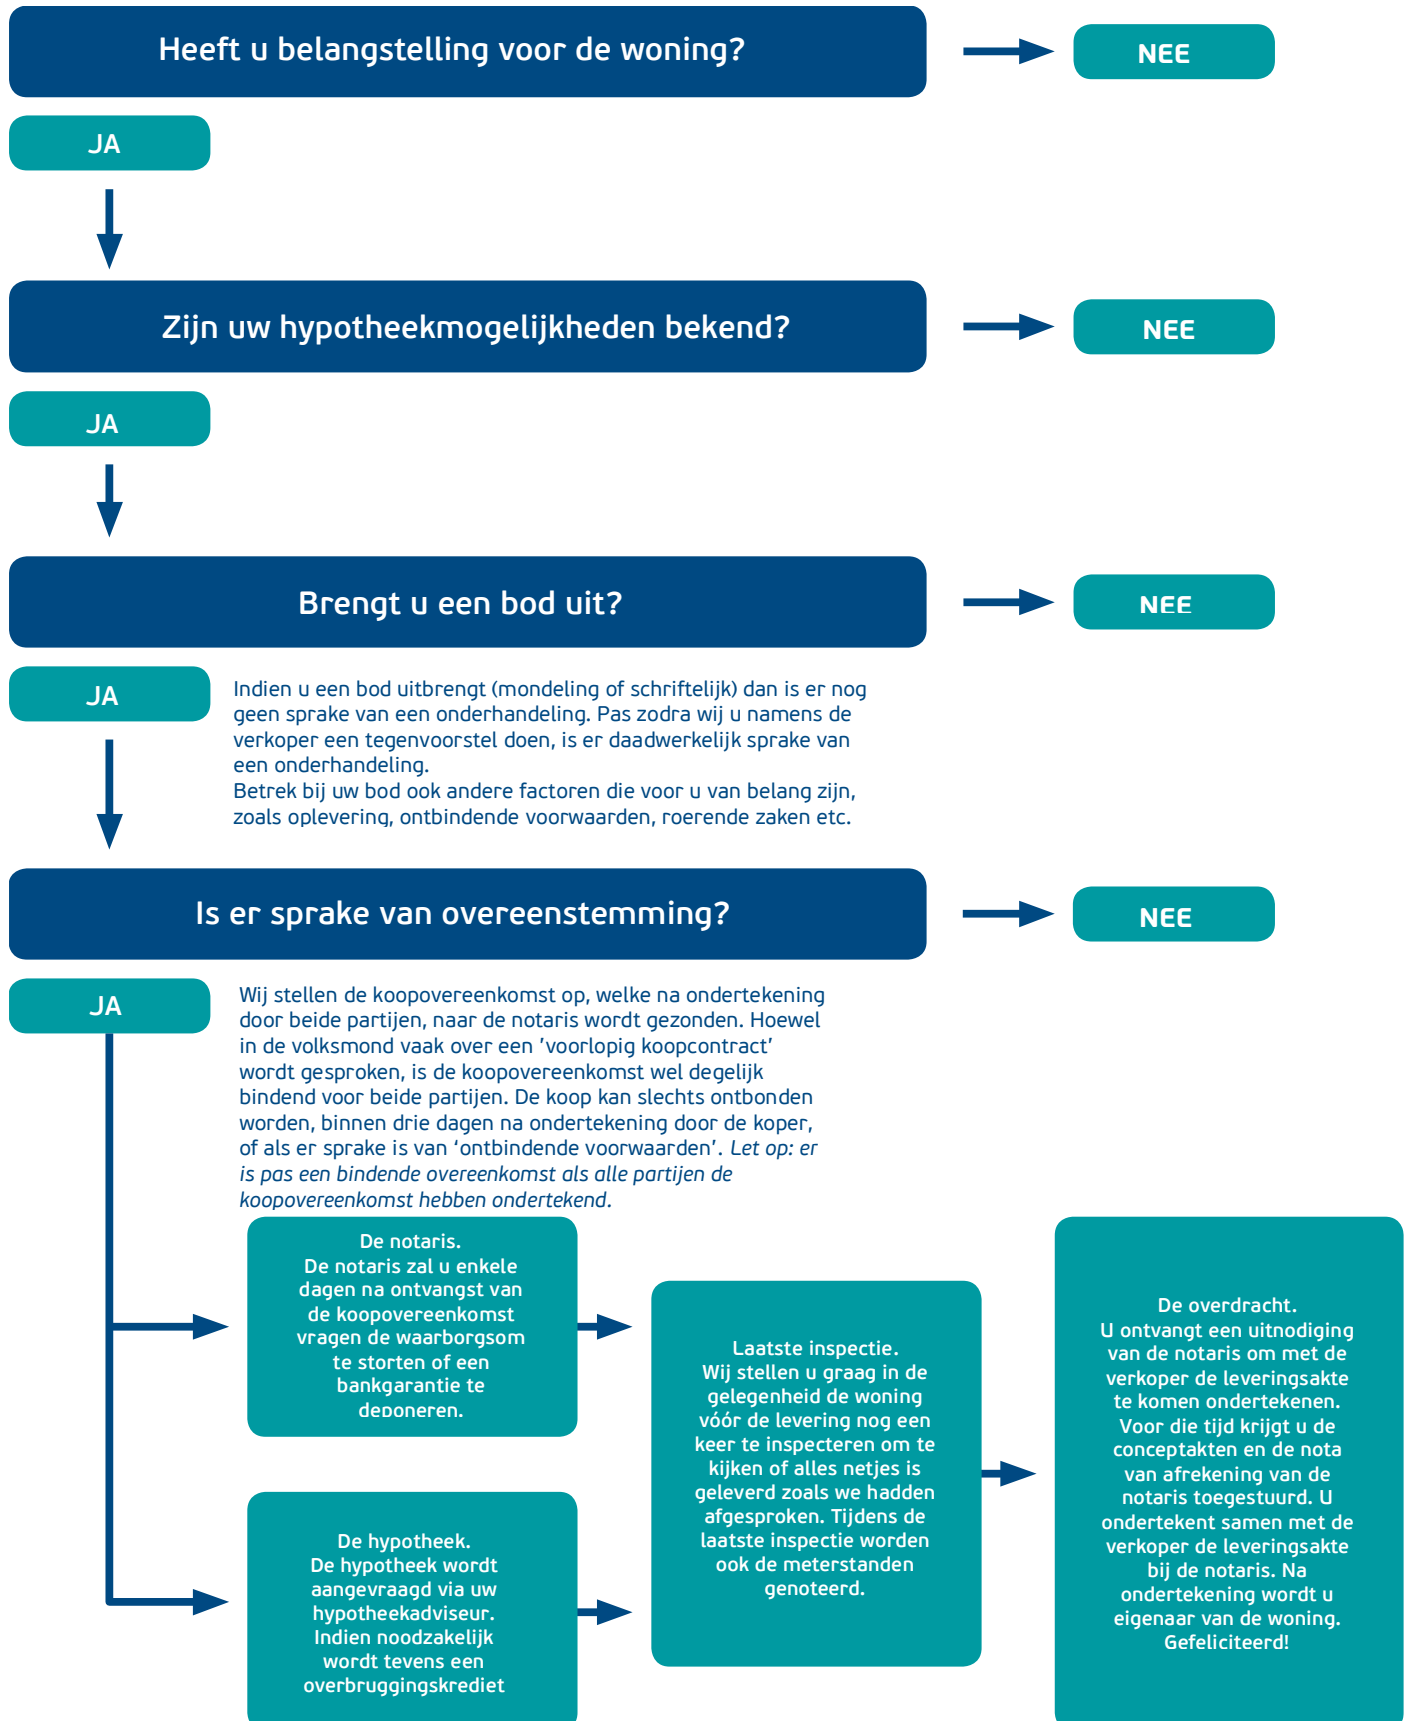 Heeft u belangstelling voor de woning?
NEE
JA
Zijn uw hypotheekmogelijkheden bekend?
NEE
JA
Brengt u een bod uit?
NEE
JA
Indien u een bod uitbrengt (mondeling of schriftelijk) dan is er nog
geen sprake van een onderhandeling. Pas zodra wij u namens de
verkoper een tegenvoorstel doen, is er daadwerkelijk sprake van
een onderhandeling.
Betrek bij uw bod ook andere factoren die voor u van belang zijn,
zoals oplevering, ontbindende voorwaarden, roerende zaken etc.
Is er sprake van overeenstemming?
NEE
JA
Wij stellen de koopovereenkomst op, welke na ondertekening
door beide partijen, naar de notaris wordt gezonden. Hoewel
in de volksmond vaak over een ’voorlopig koopcontract’
wordt gesproken, is de koopovereenkomst wel degelijk
bindend voor beide partijen. De koop kan slechts ontbonden
worden, binnen drie dagen na ondertekening door de koper,
of als er sprake is van ‘ontbindende voorwaarden’. Let op: er
is pas een bindende overeenkomst als alle partijen de
koopovereenkomst hebben ondertekend.
De notaris.
De notaris zal u enkele
dagen na ontvangst van
de koopovereenkomst
vragen de waarborgsom
te storten of een
bankgarantie te
deponeren.
De hypotheek.
De hypotheek wordt
aangevraagd via uw
hypotheekadviseur.
Indien noodzakelijk
wordt tevens een
overbruggingskrediet
Laatste inspectie.
Wij stellen u graag in de
gelegenheid de woning
vóór de levering nog een
keer te inspecteren om te
kijken of alles netjes is
geleverd zoals we hadden
afgesproken. Tijdens de
laatste inspectie worden
ook de meterstanden
genoteerd.
De overdracht.
U ontvangt een uitnodiging
van de notaris om met de
verkoper de leveringsakte
te komen ondertekenen.
Voor die tijd krijgt u de
conceptakten en de nota
van afrekening van de
notaris toegestuurd. U
ondertekent samen met de
verkoper de leveringsakte
bij de notaris. Na
ondertekening wordt u
eigenaar van de woning.
Gefeliciteerd!